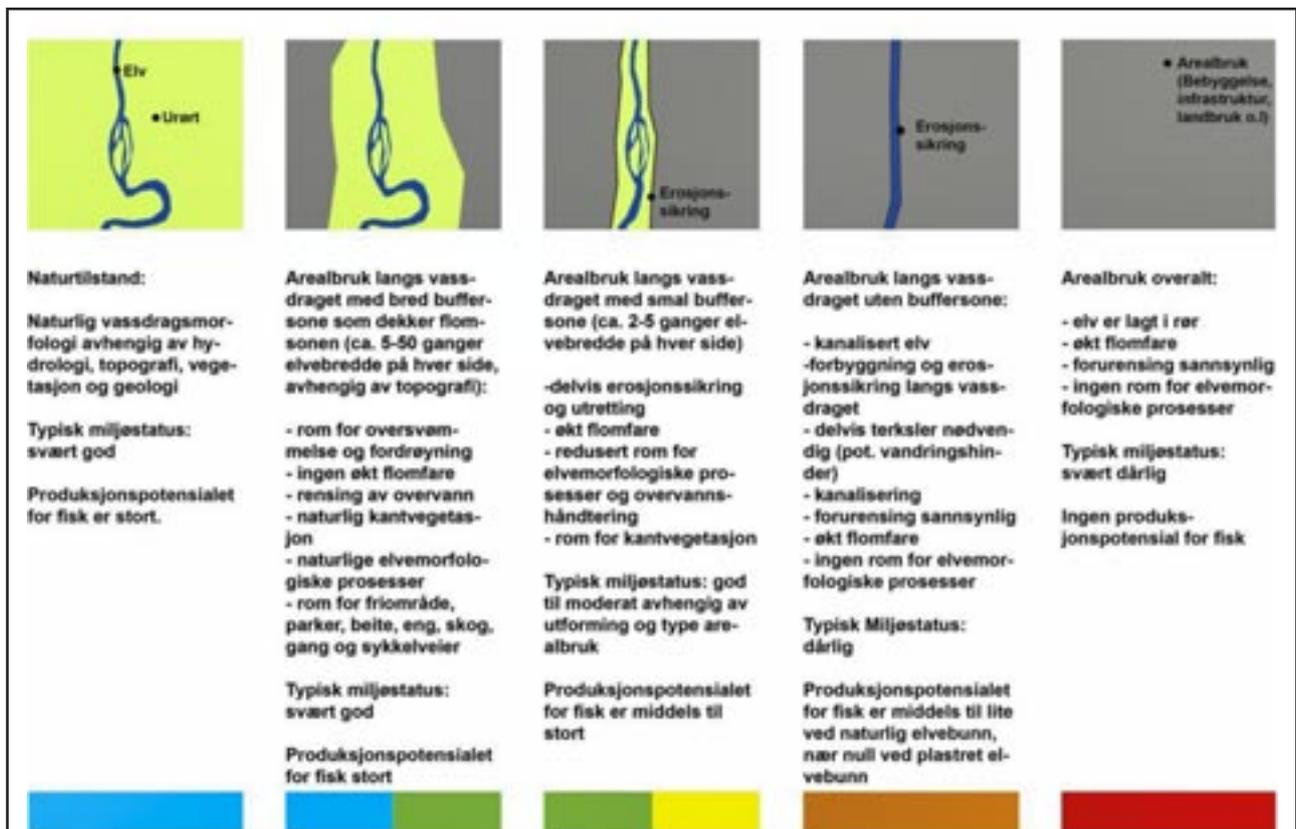 Elv
Urørt
Erosjons-
sikring
Erosjons-
sikring
Arealbruk
(Bebyggelse,
infrastruktur,
landbruk o.l)
Naturtilstand:
Naturlig vassdragsmor-
fologi avhengig av hy-
drologi, topografi, vege-
tasjon og geologi
Typisk miljøstatus:
svært god
Produksjonspotensialet
for fisk er stort.
Arealbruk langs vass-
draget med bred buffer-
sone som dekker flom-
sonen (ca. 5-50 ganger
elvebredde på hver side,
avhengig av topografi):
- rom for oversvøm-
melse og fordrøyning
- ingen økt flomfare
- rensing av overvann
- naturlig kantvegetas-
jon
- naturlige elvemorfolo-
giske prosesser
- rom for friområde,
parker, beite, eng, skog,
gang og sykkelveier
Typisk miljøstatus:
svært god
Produksjonspotensialet
for fisk stort
Arealbruk langs vass-
draget med smal buffer-
sone (ca. 2-5 ganger el-
vebredde på hver side)
-delvis erosjonssikring
og utretting
- økt flomfare
- redusert rom for
elvemorfologiske pro-
sesser og overvanns-
håndtering
- rom for kantvegetasjon
Typisk miljøstatus: god
til moderat avhengig av
utforming og type are-
albruk
Produksjonspotensialet
for fisk er middels til
stort
Arealbruk langs vass-
draget uten buffersone:
- kanalisert elv
-forbyggning og eros-
jonssikring langs vass-
draget
- delvis terksler nødven-
dig (pot. vandringshin-
der)
- kanalisering
- forurensing sannsynlig
- økt flomfare
- ingen rom for elvemor-
fologiske prosesser
Typisk Miljøstatus:
dårlig
Produksjonspotensialet
for fisk er middels til lite
ved naturlig elvebunn,
nær null ved plastret el-
vebunn
Arealbruk overalt:
- elv er lagt i rør
- økt flomfare
- forurensing sannsynlig
- ingen rom for elvemor-
fologiske prosesser
Typisk miljøstatus:
svært dårlig
Ingen produks-
jonspotensial for fisk